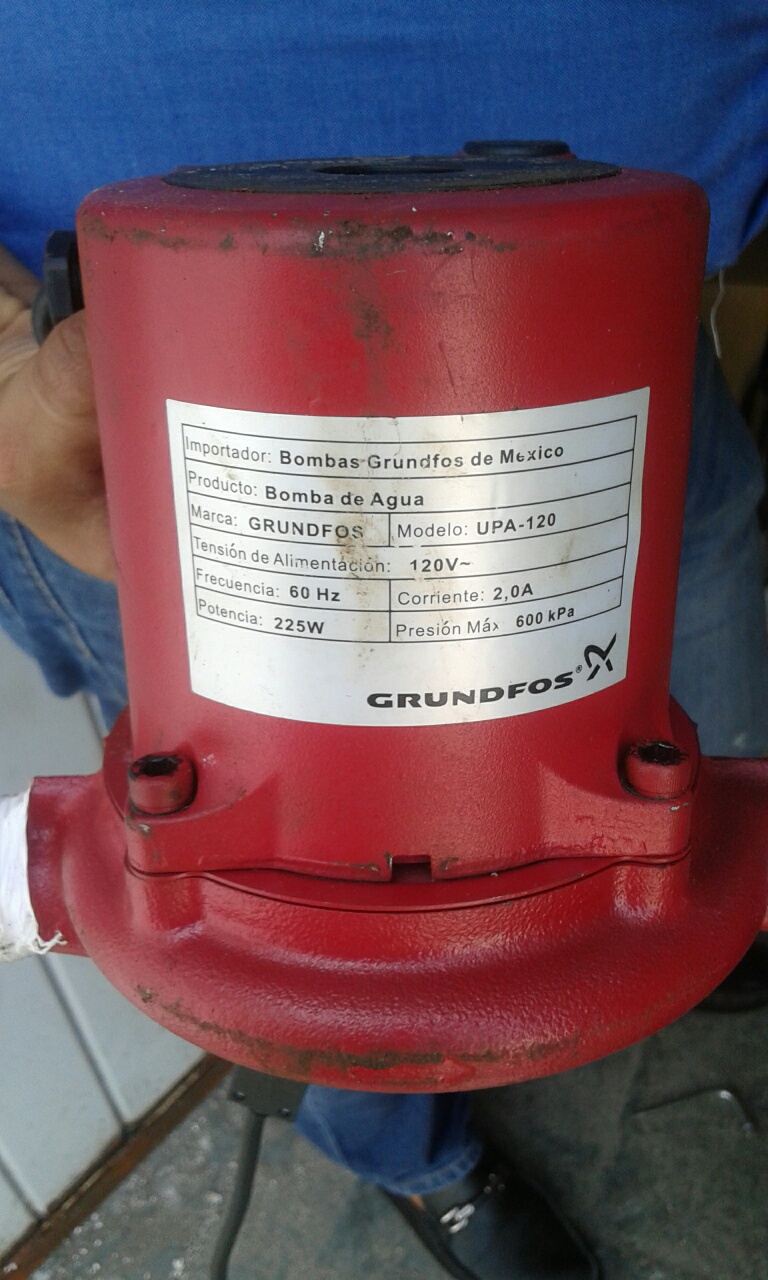 Importador: Bombas Grundfos de Mexico
Producto: Bomba de Agua
Marca: GRUNDFOS Modelo: UPA-120
Tensión de Alimentación: 120V~
Frecuencia: 60 Hz Corriente: 2,0A
Potencia: 225W Presión Máx 600 kPa
GRUNDFOS®